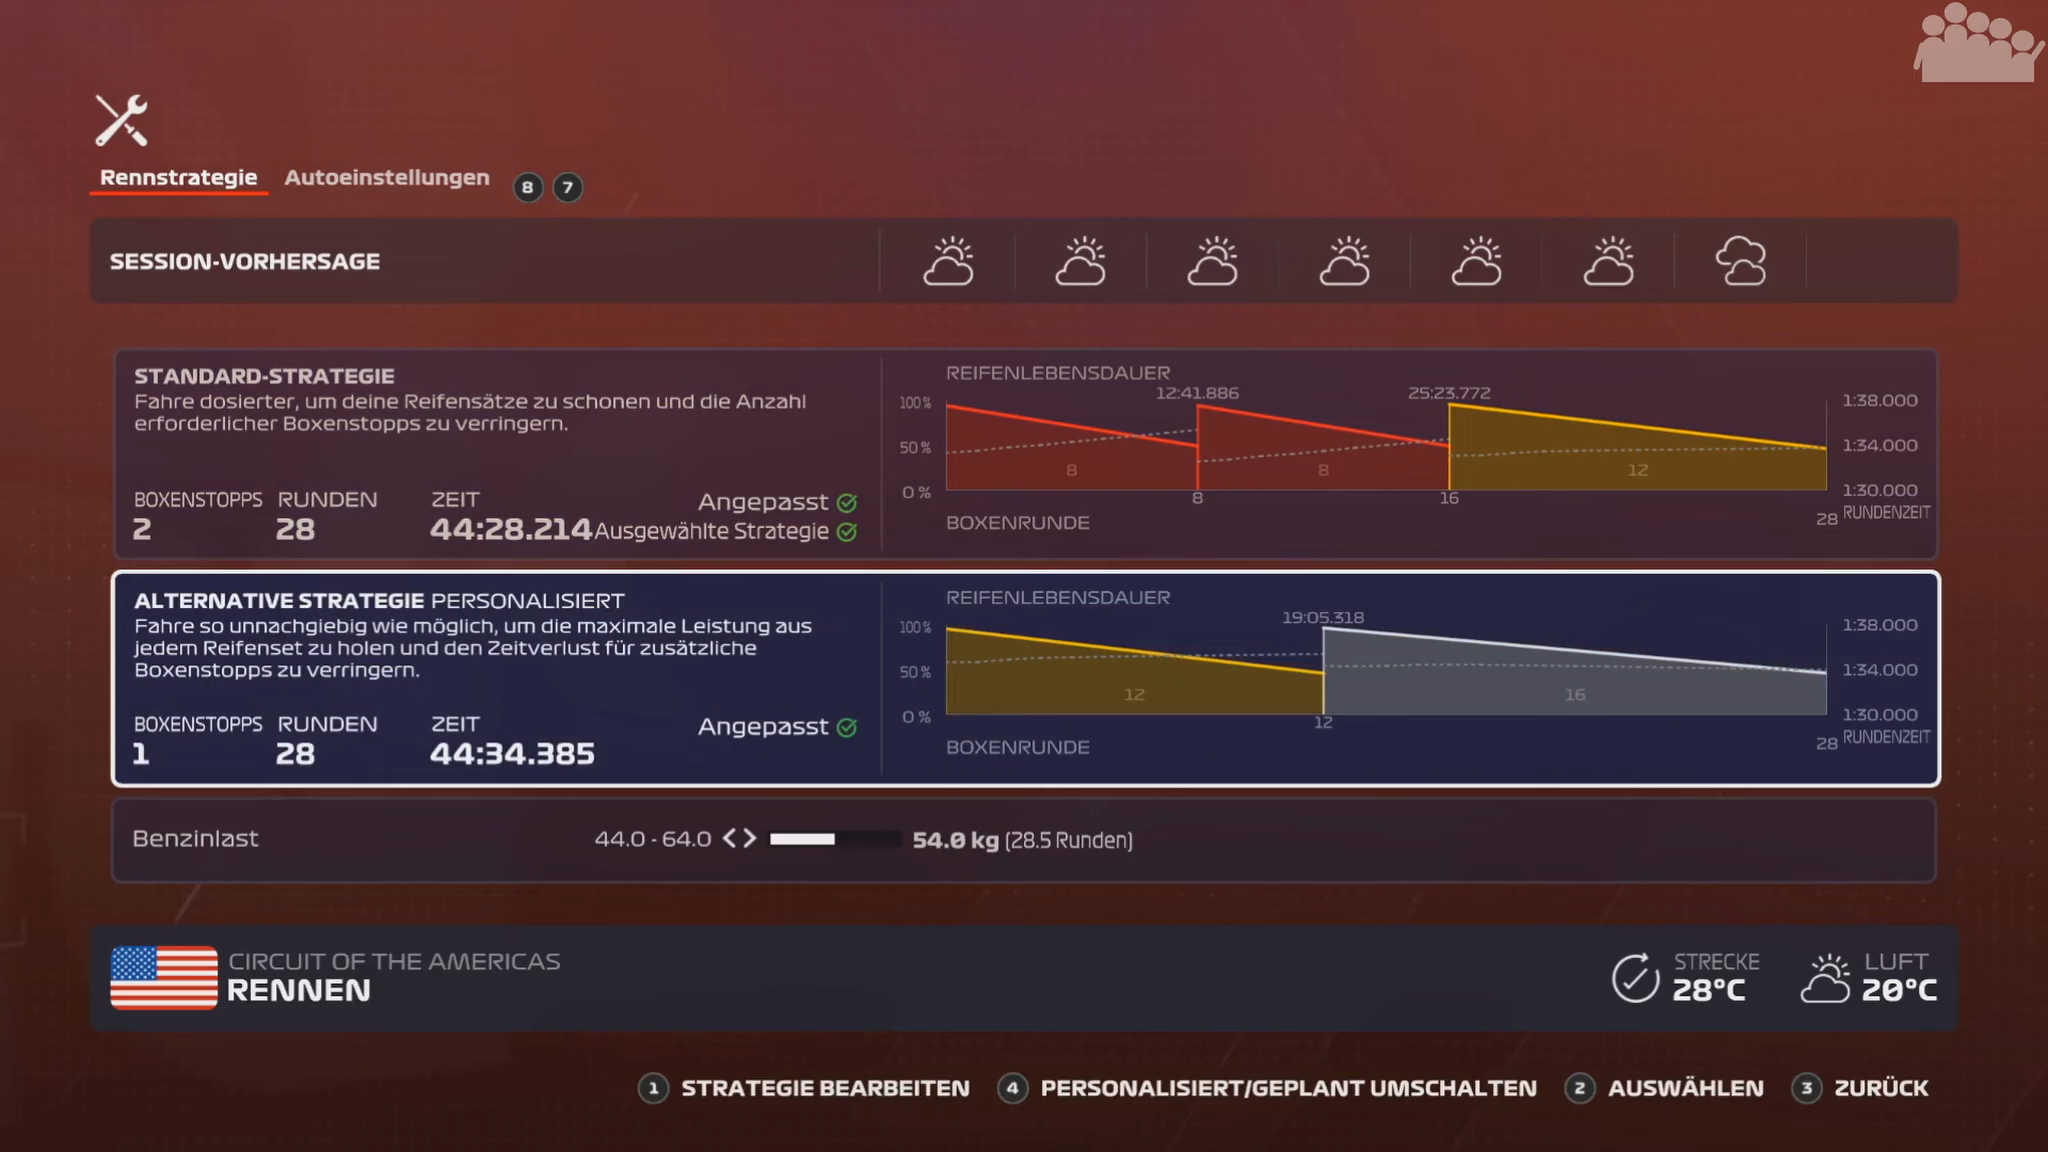 Rennstrategie Autoeinstellungen 8 7
SESSION-VORHERSAGE
STANDARD-STRATEGIE
Fahre dosierter, um deine Reifensätze zu schonen und die Anzahl
erforderlicher Boxenstopps zu verringern.
BOXENSTOPPS RUNDEN ZEIT Angepasst
2 28 44:28.214 Ausgewählte Strategie
REIFENLEBENSDAUER
12:41.886 25:23.772
100% 1:38.000
50% 1:34.000
8 8 12
0% 1:30.000
8 16
28 RUNDENZEIT
BOXENRUNDE
ALTERNATIVE STRATEGIE PERSONALISIERT
Fahre so unnachgiebig wie möglich, um die maximale Leistung aus
jedem Reifenset zu holen und den Zeitverlust für zusätzliche
Boxenstopps zu verringern.
BOXENSTOPPS RUNDEN ZEIT Angepasst
1 28 44:34.385
REIFENLEBENSDAUER
19:05.318
100% 1:38.000
50% 1:34.000
12 16
0% 1:30.000
12
28 RUNDENZEIT
BOXENRUNDE
Benzinlast 44.0 - 64.0 54.0 kg (28.5 Runden)
CIRCUIT OF THE AMERICAS
RENNEN
STRECKE LUFT
28°C 20°C
1 STRATEGIE BEARBEITEN 4 PERSONALISIERT/GEPLANT UMSCHALTEN 2 AUSWÄHLEN 3 ZURÜCK